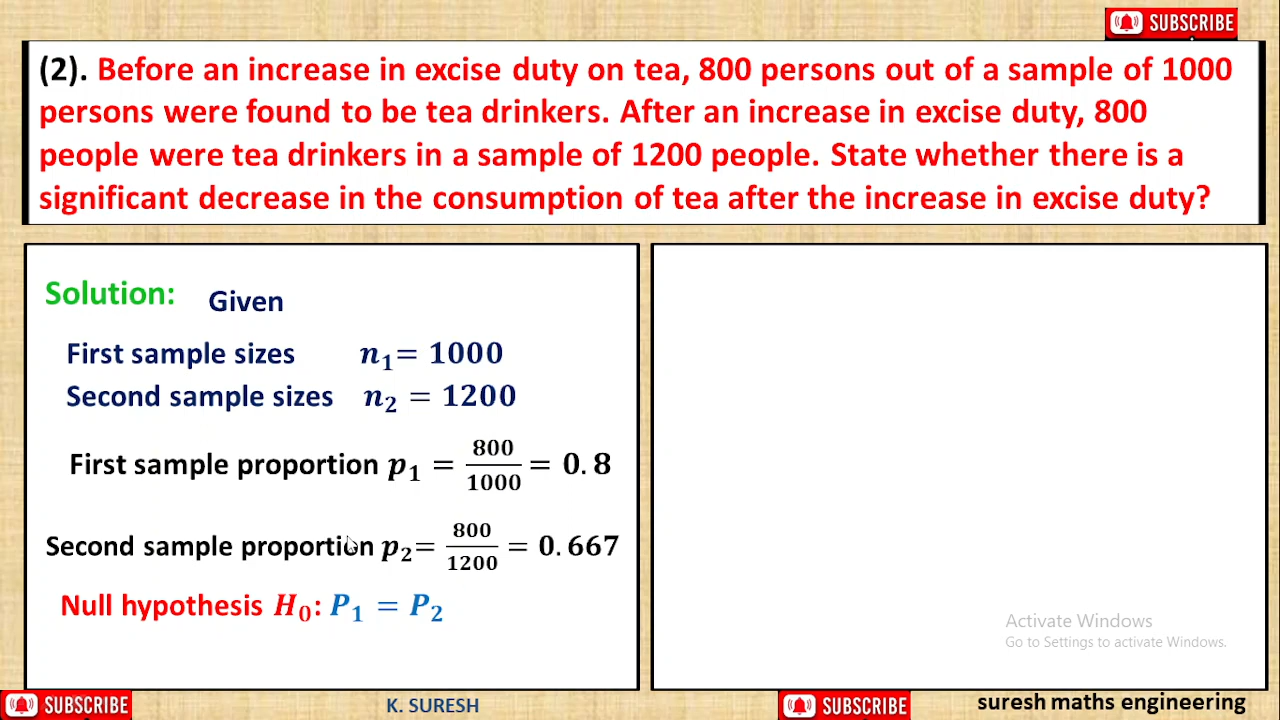 SUBSCRIBE
(2). Before an increase in excise duty on tea, 800 persons out of a sample of 1000
persons were found to be tea drinkers. After an increase in excise duty, 800
people were tea drinkers in a sample of 1200 people. State whether there is a
significant decrease in the consumption of tea after the increase in excise duty?
Solution: Given
First sample sizes n₁= 1000
Second sample sizes n₂ = 1200
First sample proportion p₁ = 800/1000 = 0.8
Second sample proportion p₂= 800/1200 = 0.667
Null hypothesis H₀: P₁ = P₂
Activate Windows
Go to Settings to activate Windows.
SUBSCRIBE
K. SURESH
SUBSCRIBE
suresh maths engineering